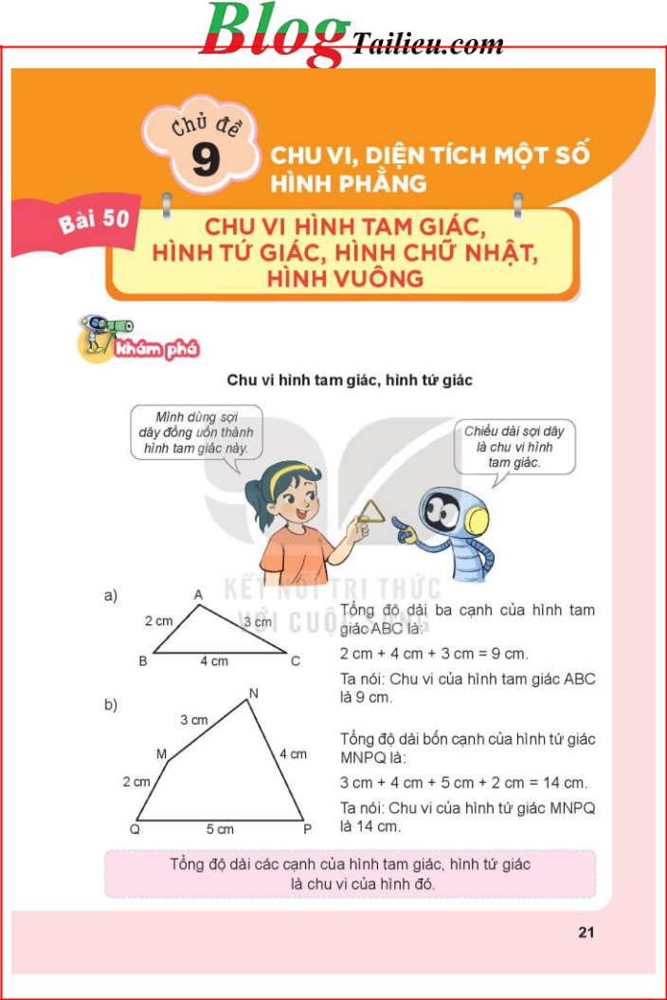 Blog Tailieu.com
Chủ đề
9
CHU VI, DIỆN TÍCH MỘT SỐ
HÌNH PHẲNG
Bài 50
CHU VI HÌNH TAM GIÁC,
HÌNH TỨ GIÁC, HÌNH CHỮ NHẬT,
HÌNH VUÔNG
khám phá
Chu vi hình tam giác, hình tứ giác
Mình dùng sợi
dây đồng uốn thành
hình tam giác này.
Chiều dài sợi dây
là chu vi hình
tam giác.
KẾT NỐI TRI THỨC
VỚI CUỘC SỐNG
a)
A
2 cm
3 cm
B
4 cm
C
Tổng độ dài ba cạnh của hình tam
giác ABC là:
2 cm + 4 cm + 3 cm = 9 cm.
Ta nói: Chu vi của hình tam giác ABC
là 9 cm.
b)
N
3 cm
M
4 cm
2 cm
Q
5 cm
P
Tổng độ dài bốn cạnh của hình tứ giác
MNPQ là:
3 cm + 4 cm + 5 cm + 2 cm = 14 cm.
Ta nói: Chu vi của hình tứ giác MNPQ
là 14 cm.
Tổng độ dài các cạnh của hình tam giác, hình tứ giác
là chu vi của hình đó.
21